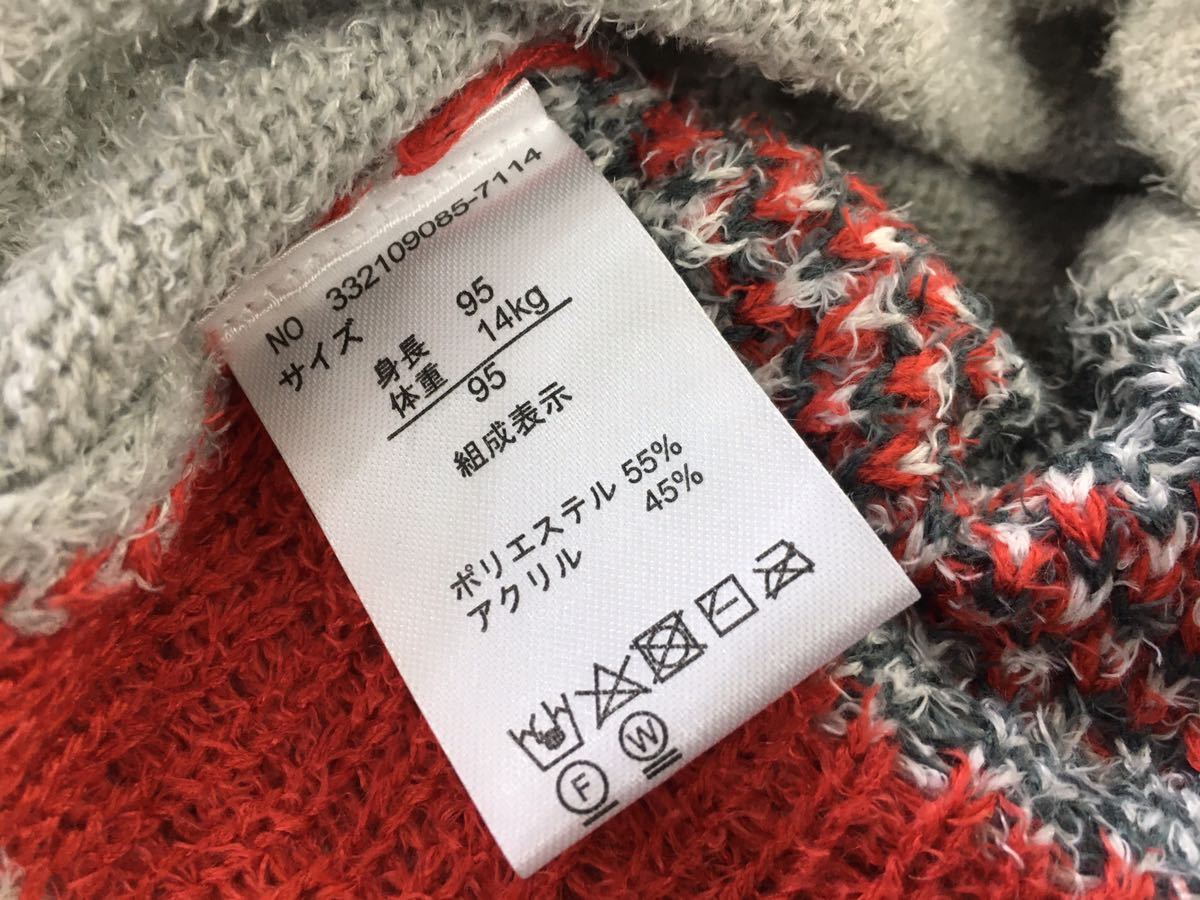 NO 332109085-7114
サイズ
身長 95
体重 14kg
95
組成表示
ポリエステル 55%
アクリル 45%
F W